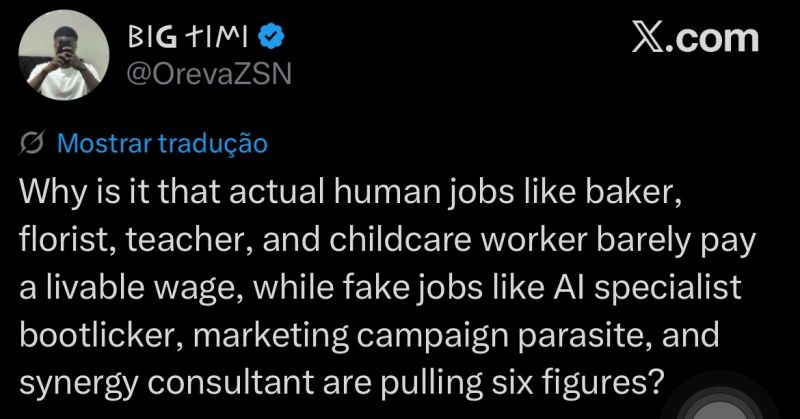 BIG TIMI
𝕏.com
@OrevaZSN
Mostrar tradução
Why is it that actual human jobs like baker,
florist, teacher, and childcare worker barely pay
a livable wage, while fake jobs like AI specialist
bootlicker, marketing campaign parasite, and
synergy consultant are pulling six figures?